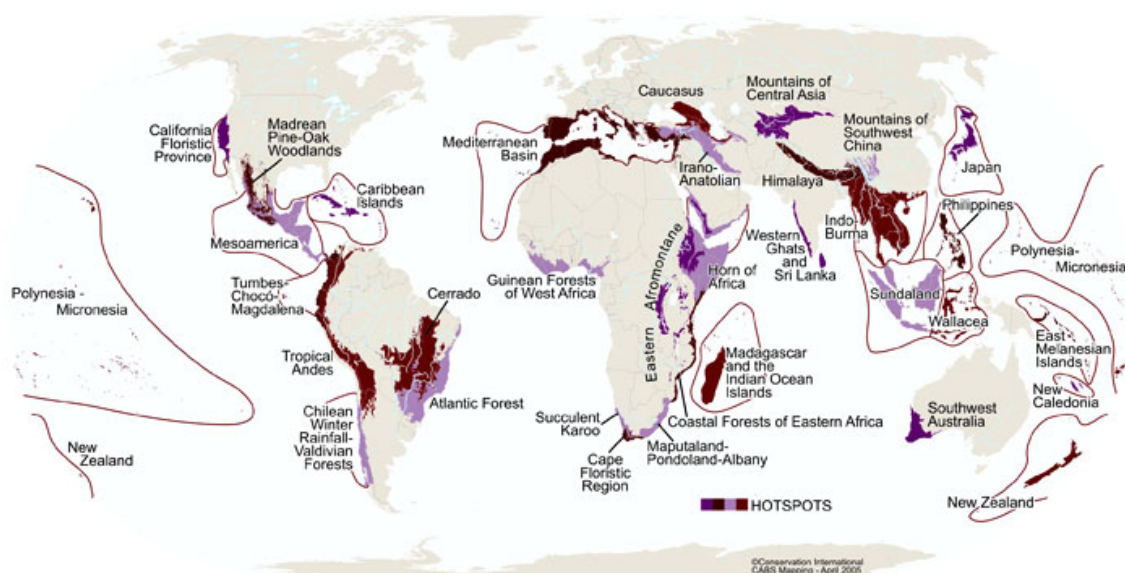 California
Floristic
Province
Madrean
Pine-Oak
Woodlands
Caribbean
Islands
Mesoamerica
Polynesia -
Micronesia
Tumbes-
Chocó-
Magdalena
Tropical
Andes
Cerrado
Atlantic Forest
Chilean
Winter
Rainfall-
Valdivian
Forests
New
Zealand
Mediterranean
Basin
Caucasus
Irano-
Anatolian
Mountains of
Central Asia
Mountains of
Southwest
China
Himalaya
Indo-
Burma
Japan
Philippines
Western
Ghats and
Sri Lanka
Guinean Forests
of West Africa
Eastern Afromontane
Horn of
Africa
Madagascar
and the
Indian Ocean
Islands
Coastal Forests of Eastern Africa
Succulent
Karoo
Cape
Floristic
Region
Maputaland-
Pondoland-Albany
Sundaland
Wallacea
Polynesia-
Micronesia
East
Melanesian
Islands
New
Caledonia
Southwest
Australia
New Zealand
HOTSPOTS
©Conservation International
CABS Mapping - April 2005